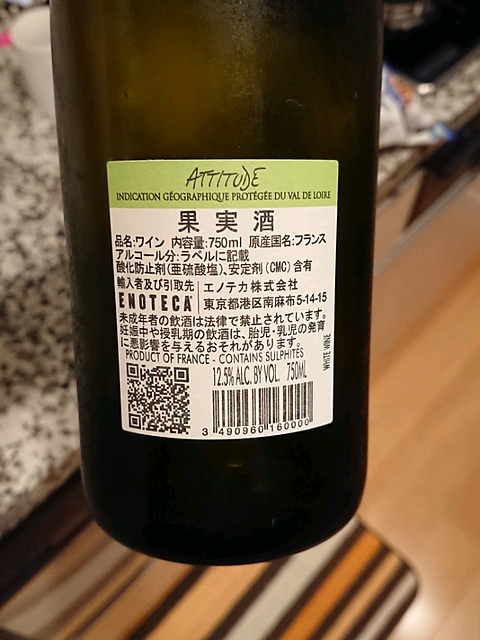 ATTITUDE
INDICATION GÉOGRAPHIQUE PROTÉGÉE DU VAL DE LOIRE
果実酒
品名:ワイン 内容量:750ml 原産国名:フランス
アルコール分:ラベルに記載
酸化防止剤(亜硫酸塩)、安定剤(CMC)含有
輸入者及び引取先 エノテカ株式会社
ENOTECA 東京都港区南麻布5-14-15
未成年者の飲酒は法律で禁止されています。
妊娠中や授乳期の飲酒は、胎児・乳児の発育
に悪影響を与えるおそれがあります。
PRODUCT OF FRANCE - CONTAINS SULPHITES
WHITE WINE
12.5% ALC. BY VOL. 750ML
3 490960 160000